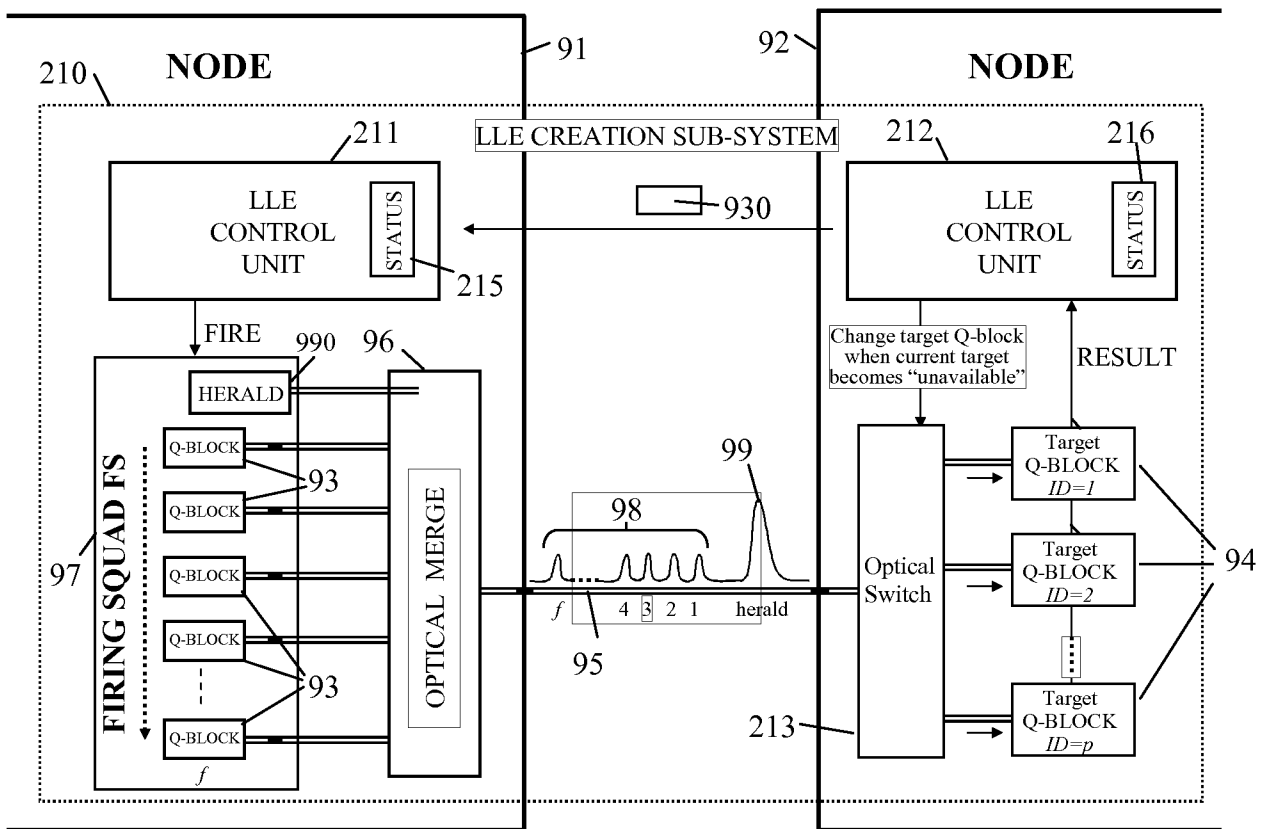 NODE
91
92
NODE
210
LLE CREATION SUB-SYSTEM
211
212
216
LLE
CONTROL
UNIT
STATUS
215
930
LLE
CONTROL
UNIT
STATUS
FIRE
990
96
HERALD
Change target Q-block
when current target
becomes “unavailable”
RESULT
FIRING SQUAD FS
97
Q-BLOCK
93
Q-BLOCK
Q-BLOCK
Q-BLOCK
93
Q-BLOCK
f
OPTICAL MERGE
98
99
f
4
3
2
1
herald
95
Optical
Switch
213
Target
Q-BLOCK
ID=1
Target
Q-BLOCK
ID=2
94
Target
Q-BLOCK
ID=p